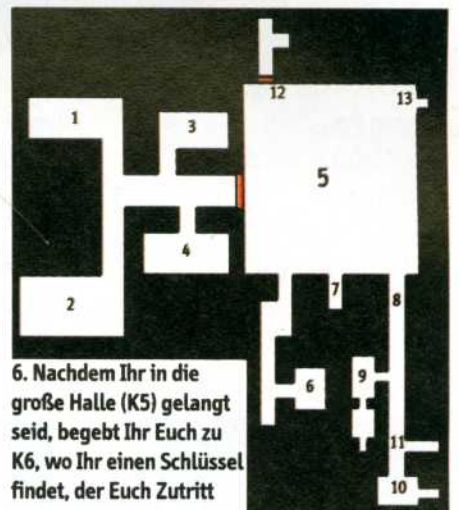 12
13
1
3
5
4
7
8
2
6
9
11
10
6. Nachdem Ihr in die
große Halle (K5) gelangt
seid, begebt Ihr Euch zu
K6, wo Ihr einen Schlüssel
findet, der Euch Zutritt